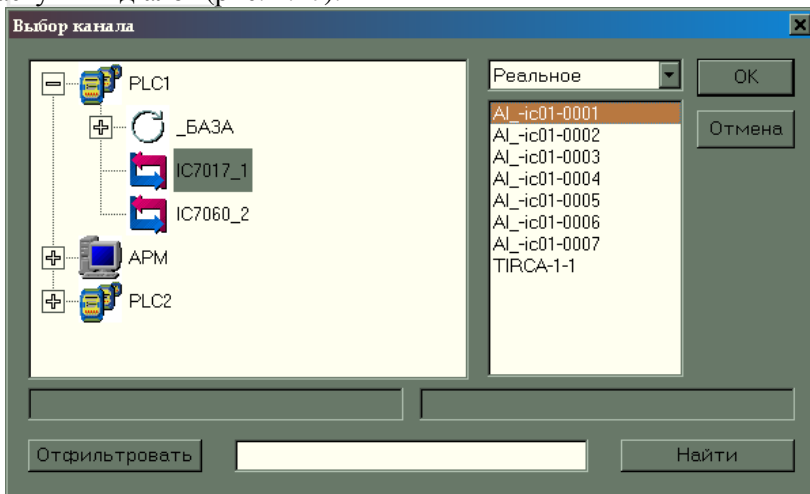 Выбор канала
PLC1
_БАЗА
IC7017_1
IC7060_2
АРМ
PLC2
Реальное
AI_-ic01-0001
AI_-ic01-0002
AI_-ic01-0003
AI_-ic01-0004
AI_-ic01-0005
AI_-ic01-0006
AI_-ic01-0007
TIRCA-1-1
OK
Отмена
Отфильтровать
Найти